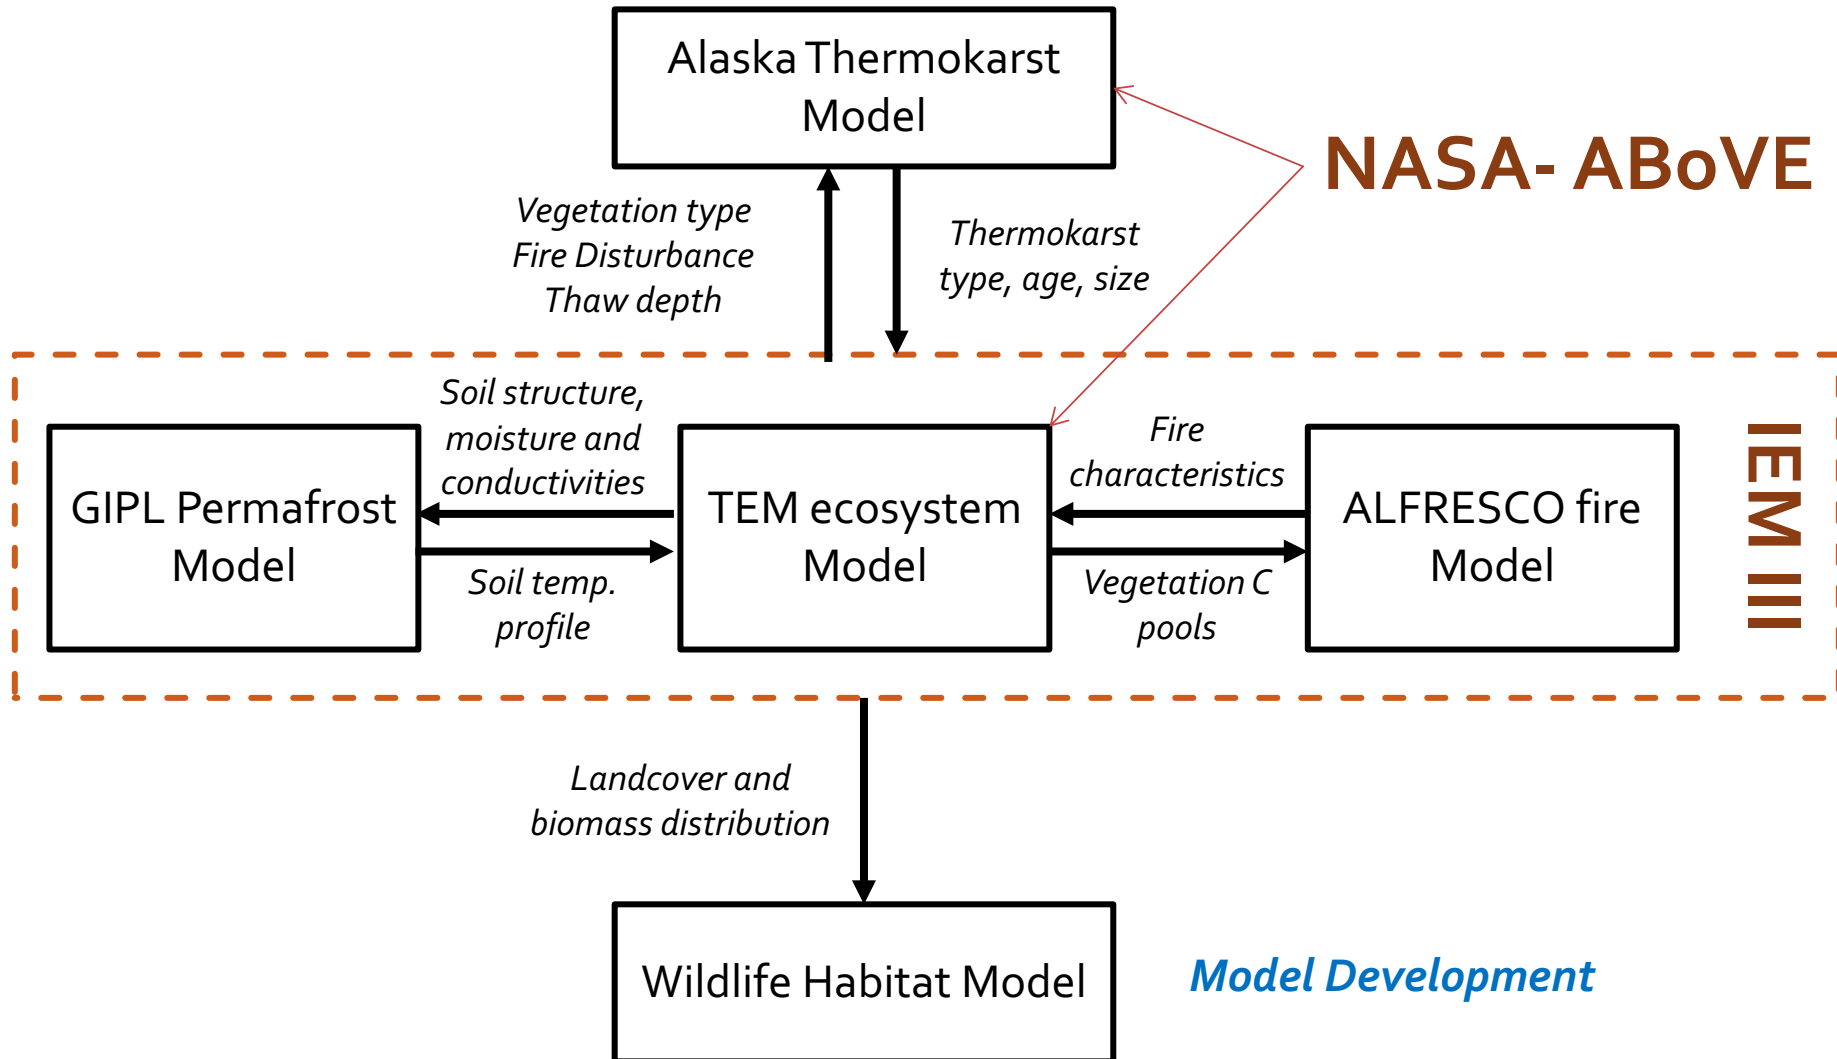 Alaska Thermokarst
Model
NASA- ABoVE
Vegetation type
Fire Disturbance
Thaw depth
Thermokarst
type, age, size
Soil structure,
moisture and
conductivities
Fire
characteristics
GIPL Permafrost
Model
TEM ecosystem
Model
ALFRESCO fire
Model
IEM III
Soil temp.
profile
Vegetation C
pools
Landcover and
biomass distribution
Wildlife Habitat Model
Model Development